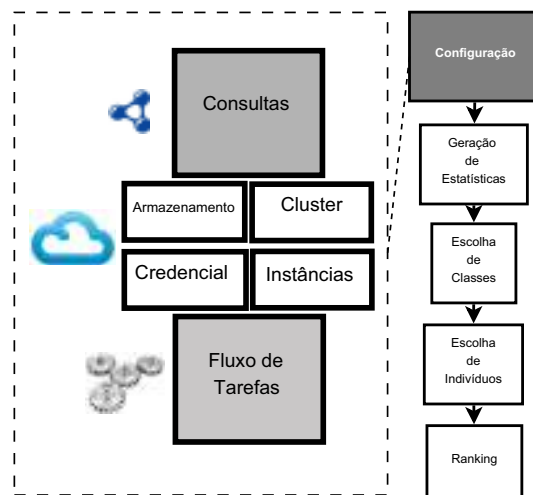 Consultas
Armazenamento
Cluster
Credencial
Instâncias
Fluxo de
Tarefas
Configuração
Geração
de
Estatísticas
Escolha
de
Classes
Escolha
de
Indivíduos
Ranking